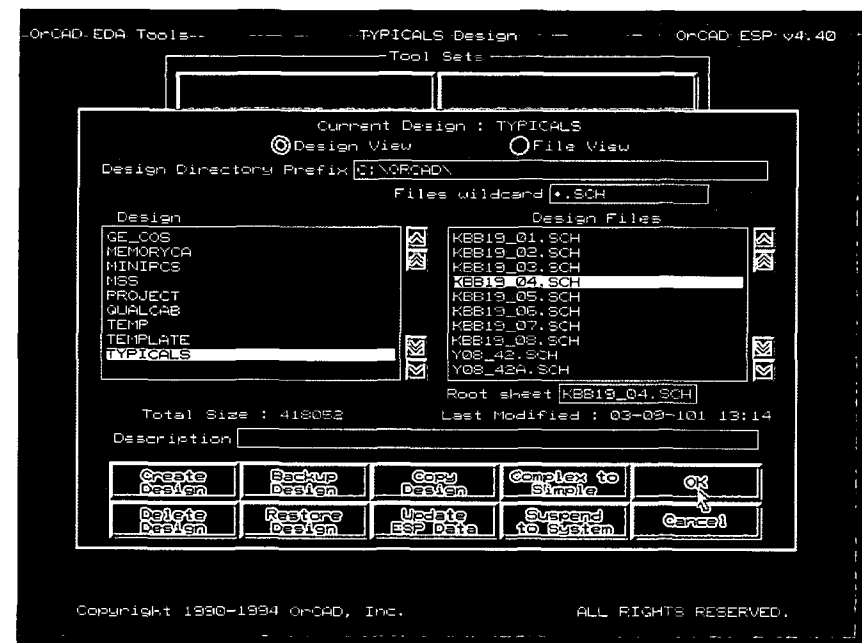 OrCAD EDA Tools TYPICALS Design OrCAD ESP v4.40
Tool Sets
Current Design : TYPICALS
Design View File View
Design Directory Prefix C:\ORCAD\
Files wildcard *.SCH
Design Design Files
GE_COS KBB19_01.SCH
MEMORYCA KBB19_02.SCH
MINIPCS KBB19_03.SCH
NSS KBB19_04.SCH
PROJECT KBB19_05.SCH
QUALCAB KBB19_06.SCH
TEMP KBB19_07.SCH
TEMPLATE KBB19_08.SCH
TYPICALS Y08_42.SCH
Y08_42A.SCH
Root sheet KBB19_04.SCH
Total Size : 418052 Last Modified : 03-09-101 13:14
Description
Create Design Backup Design Copy Design Complex to Simple OK
Delete Design Restore Design Update ESP Data Suspend to System Cancel
Copyright 1990-1994 OrCAD, Inc. ALL RIGHTS RESERVED.